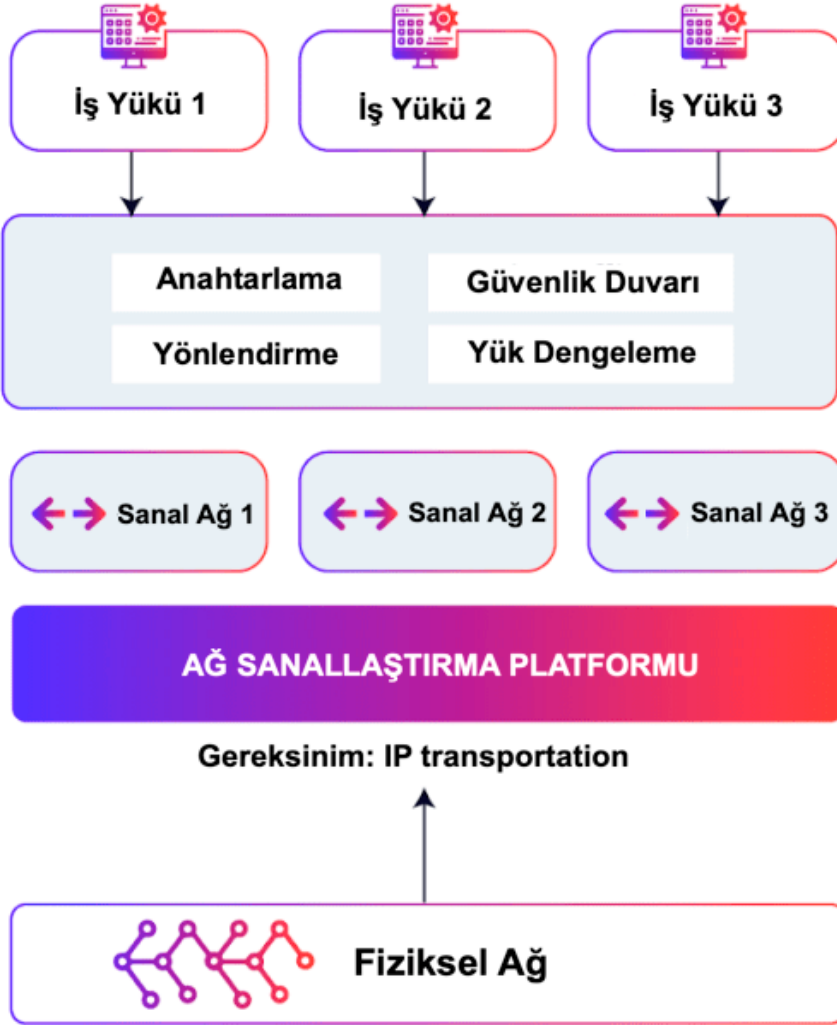 İş Yükü 1
İş Yükü 2
İş Yükü 3
Anahtarlama
Güvenlik Duvarı
Yönlendirme
Yük Dengeleme
Sanal Ağ 1
Sanal Ağ 2
Sanal Ağ 3
AĞ SANALLAŞTIRMA PLATFORMU
Gereksinim: IP transportation
Fiziksel Ağ